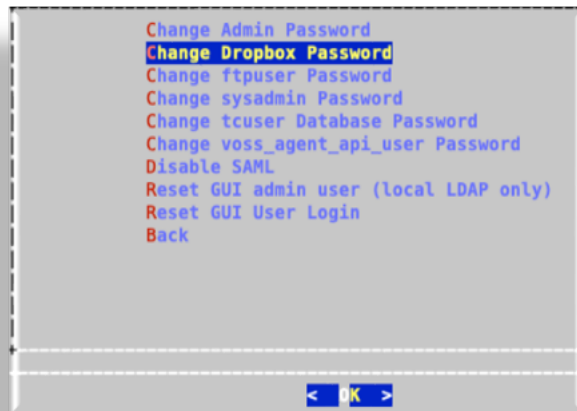 Change Admin Password
Change Dropbox Password
Change ftpuser Password
Change sysadmin Password
Change tcuser Database Password
Change voss_agent_api_user Password
Disable SAML
Reset GUI admin user (local LDAP only)
Reset GUI User Login
Back
< OK >